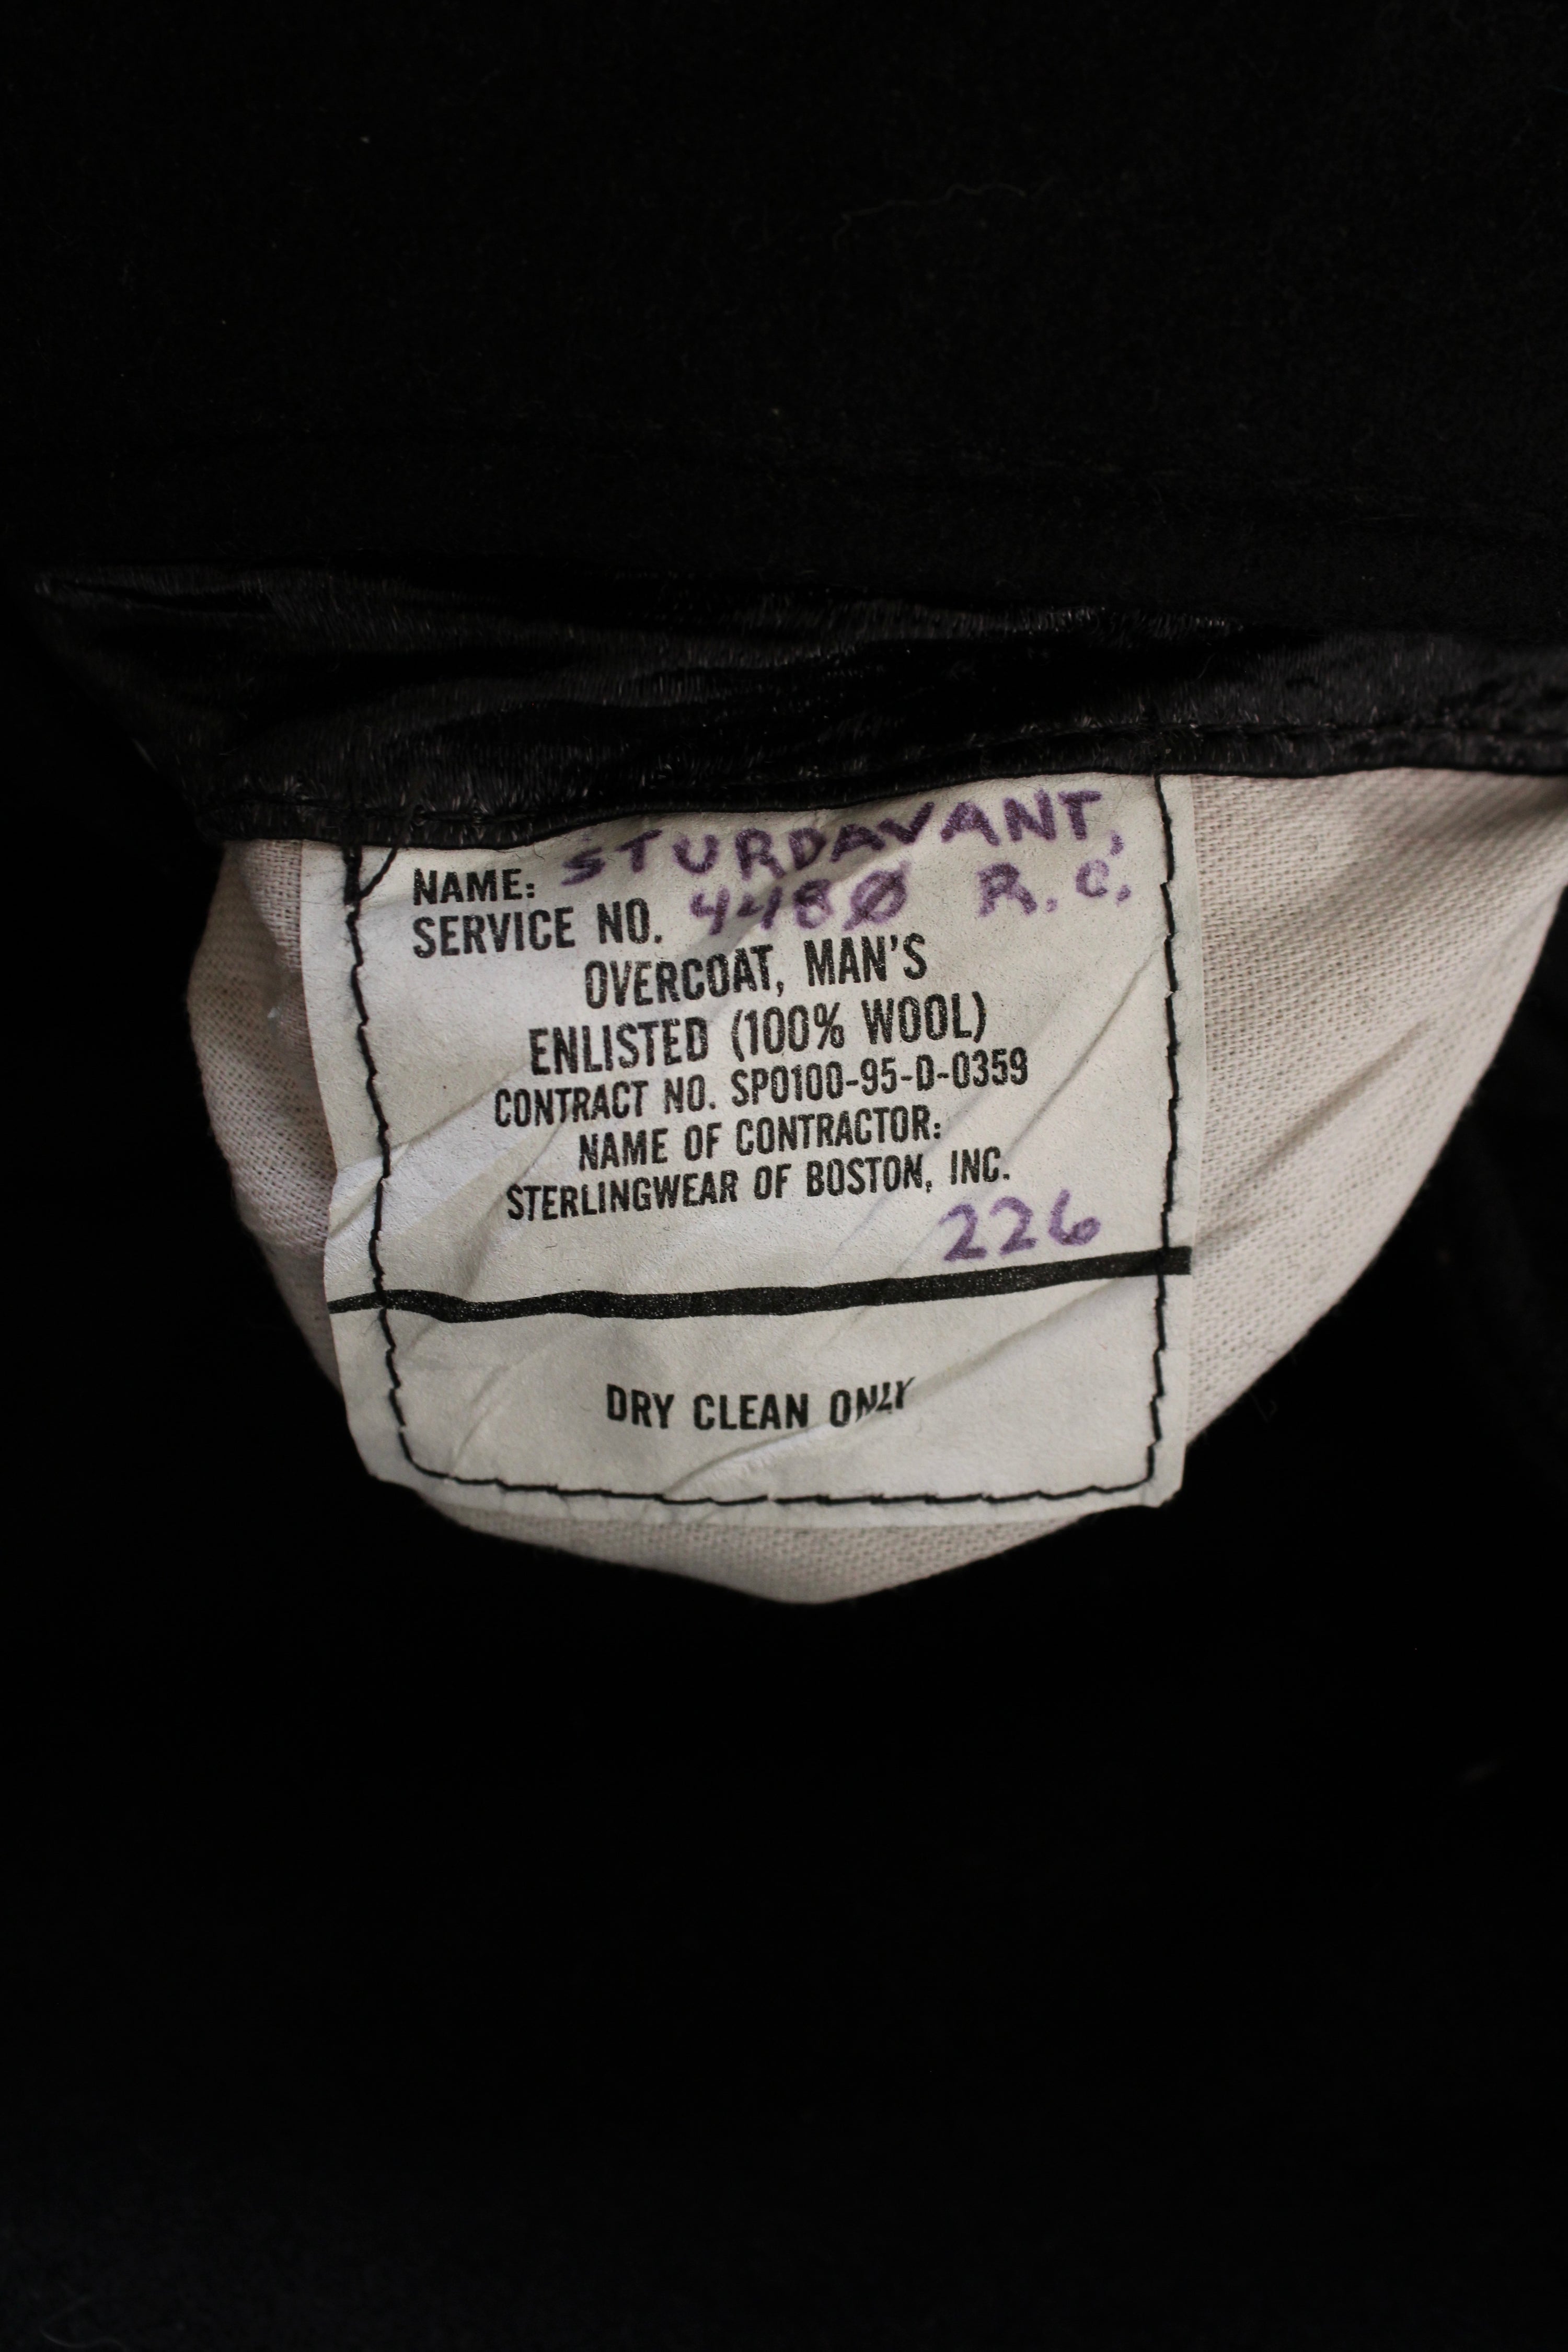 NAME: STURDAVANT,
SERVICE NO. 4480 R.C.
OVERCOAT, MAN'S
ENLISTED (100% WOOL)
CONTRACT NO. SP0100-95-D-0359
NAME OF CONTRACTOR:
STERLINGWEAR OF BOSTON, INC.
226
DRY CLEAN ONLY